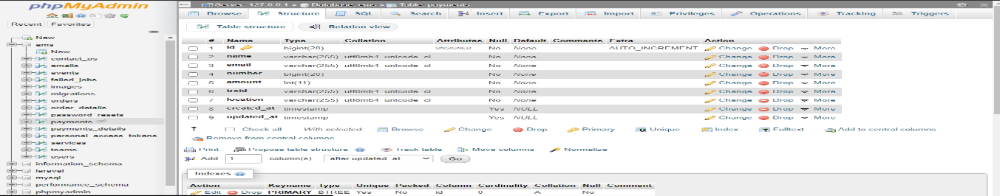 phpMyAdmin
Recent Favorites
New
ems
New
contact_us
emails
events
failed_jobs
images
migrations
orders
order_details
password_resets
payments
payments_details
personal_access_tokens
services
teams
users
information_schema
laravel
mysql
performance_schema
phpmyadmin
Server: 127.0.0.1 » Database: ems » Table: payments
Browse Structure SQL Search Insert Export Import Privileges Operations Tracking Triggers
Table structure Relation view
# Name Type Collation Attributes Null Default Comments Extra Action
1 id bigint(20) UNSIGNED No None AUTO_INCREMENT Change Drop More
2 name varchar(255) utf8mb4_unicode_ci No None Change Drop More
3 email varchar(255) utf8mb4_unicode_ci No None Change Drop More
4 number bigint(20) No None Change Drop More
5 amount int(11) No None Change Drop More
6 trxid varchar(255) utf8mb4_unicode_ci No None Change Drop More
7 location varchar(255) utf8mb4_unicode_ci No None Change Drop More
8 created_at timestamp Yes NULL Change Drop More
9 updated_at timestamp Yes NULL Change Drop More
Check all With selected: Browse Change Drop Primary Unique Index Fulltext Add to central columns
Remove from central columns
Print Propose table structure Track table Move columns Normalize
Add 1 column(s) after updated_at Go
Indexes
Action Keyname Type Unique Packed Column Cardinality Collation Null Comment
Edit Drop PRIMARY BTREE Yes No id 0 A No